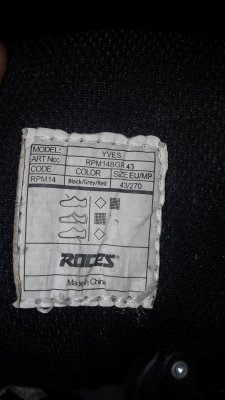 MODEL: YVES
ART No: RPM14BGR 43
CODE COLOR SIZE EU/MP
RPM14 Black/Grey/Red 43/270
ROCES
Made in China